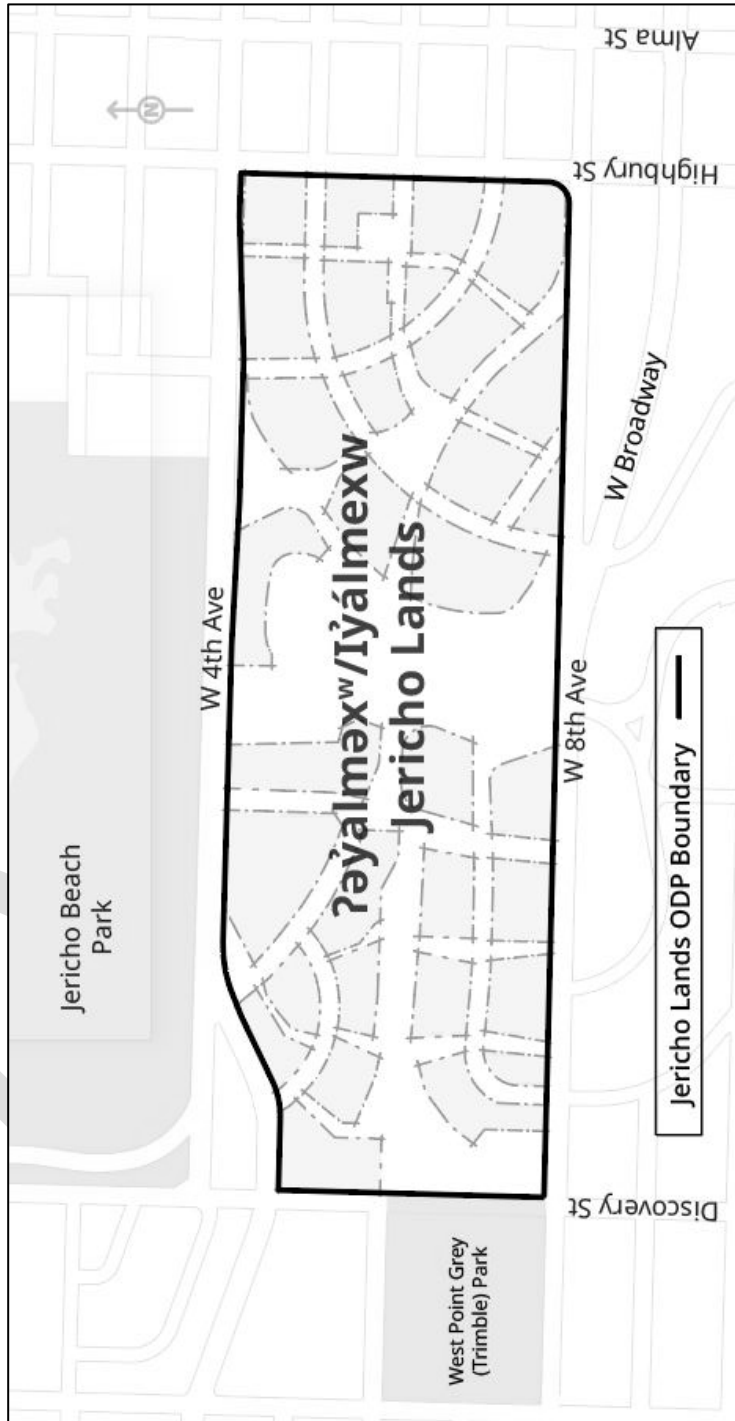 Jericho Beach
Park
W 4th Ave
N
Alma St
Highbury St
ʔəy̓alməxʷ/Iy̓álmexw
Jericho Lands
W Broadway
W 8th Ave
Discovery St
West Point Grey
(Trimble) Park
Jericho Lands ODP Boundary